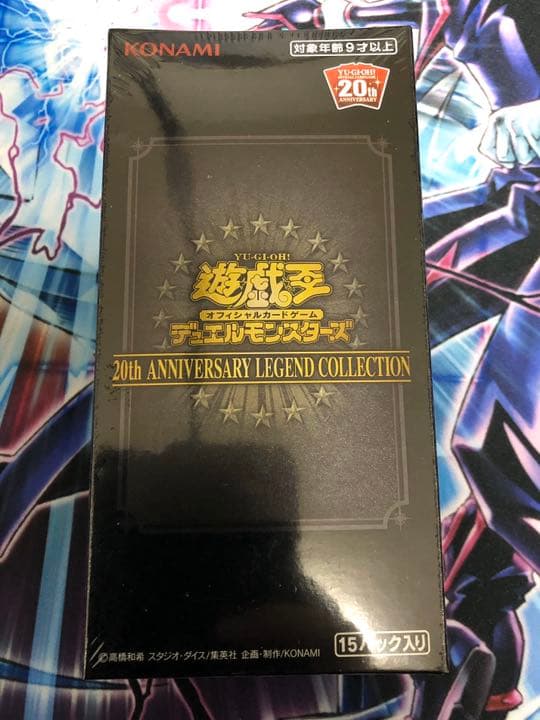 KONAMI
対象年齢9才以上
YU-GI-OH!
20th
ANNIVERSARY
YU-GI-OH!
遊戯王
オフィシャルカードゲーム
デュエルモンスターズ
20th ANNIVERSARY LEGEND COLLECTION
15パック入り
©高橋和希 スタジオ・ダイス/集英社 企画・制作/KONAMI